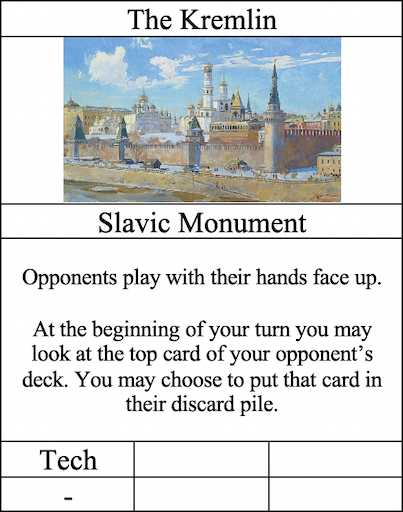 The Kremlin
Slavic Monument
Opponents play with their hands face up.
At the beginning of your turn you may
look at the top card of your opponent’s
deck. You may choose to put that card in
their discard pile.
Tech
-